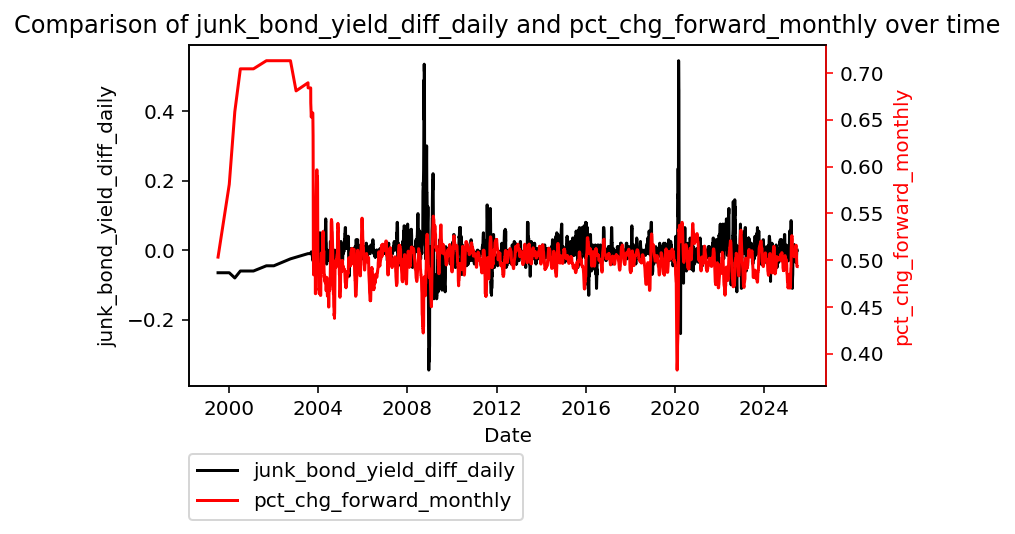 Comparison of junk_bond_yield_diff_daily and pct_chg_forward_monthly over time
junk_bond_yield_diff_daily
0.4
0.2
0.0
−0.2
0.70
0.65
0.60
0.55
0.50
0.45
0.40
pct_chg_forward_monthly
2000 2004 2008 2012 2016 2020 2024
Date
junk_bond_yield_diff_daily
pct_chg_forward_monthly